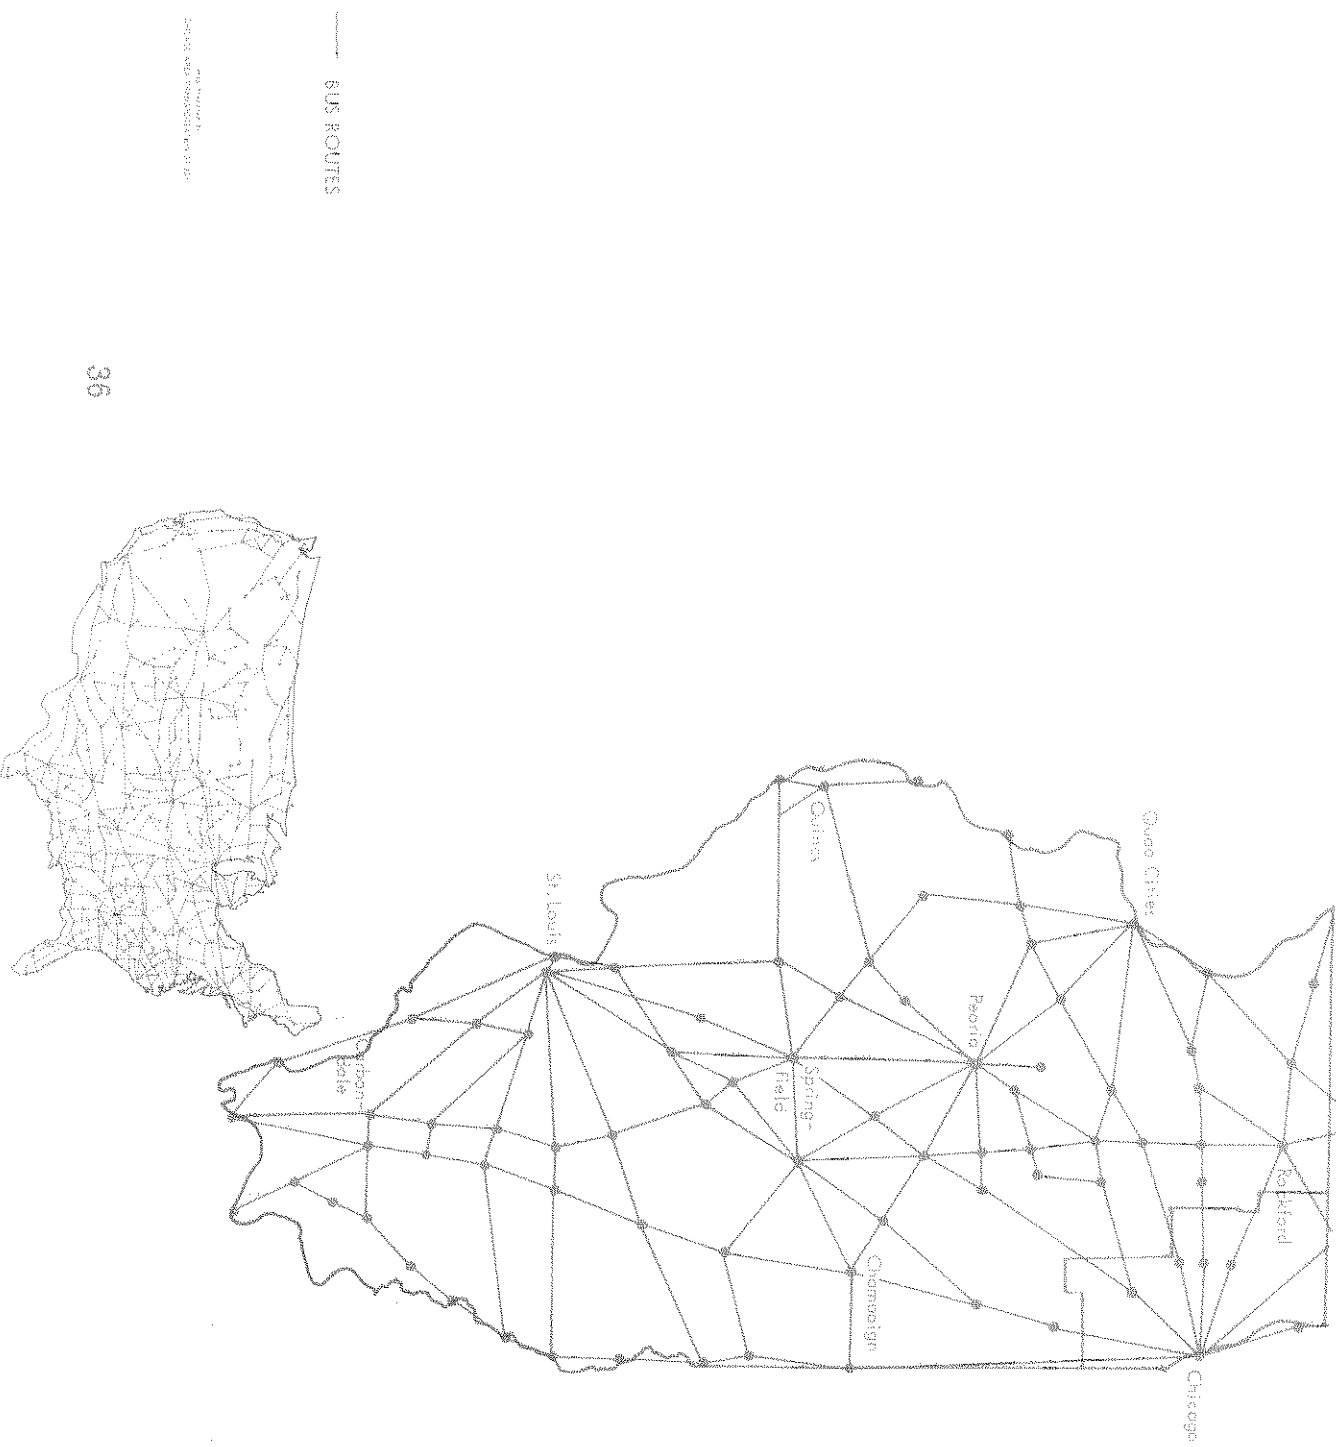 BUS ROUTES
36
Quad Cities
Rockford
Chicago
Peoria
Quincy
Spring-
field
Champaign
St. Louis
Carbon-
dale